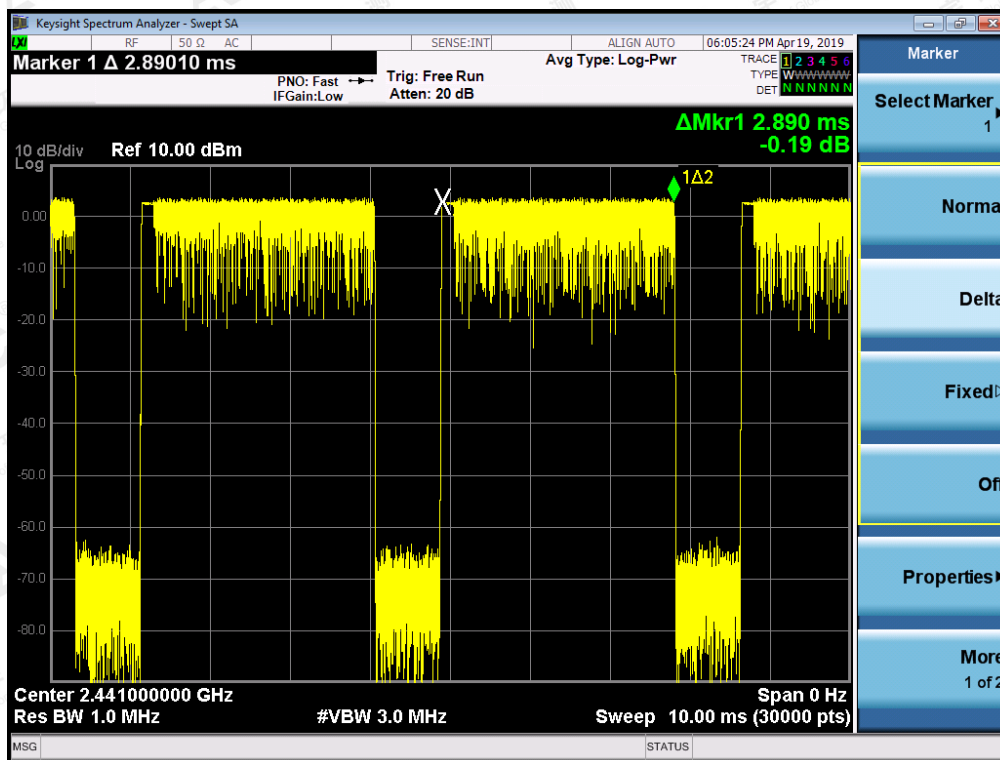 Keysight Spectrum Analyzer - Swept SA
LXI RF 50 Ω AC SENSE:INT ALIGN AUTO 06:05:24 PM Apr 19, 2019
Marker 1 Δ 2.89010 ms
PNO: Fast
IFGain:Low
Trig: Free Run
Atten: 20 dB
Avg Type: Log-Pwr
TRACE 1 2 3 4 5 6
TYPE W
DET N N N N N N
ΔMkr1 2.890 ms
-0.19 dB
10 dB/div Ref 10.00 dBm
Log
1Δ2
0.00
-10.0
-20.0
-30.0
-40.0
-50.0
-60.0
-70.0
-80.0
Center 2.441000000 GHz Span 0 Hz
Res BW 1.0 MHz #VBW 3.0 MHz Sweep 10.00 ms (30000 pts)
MSG STATUS
Marker
Select Marker
1
Norma
Delta
Fixed
Off
Properties
More
1 of 2